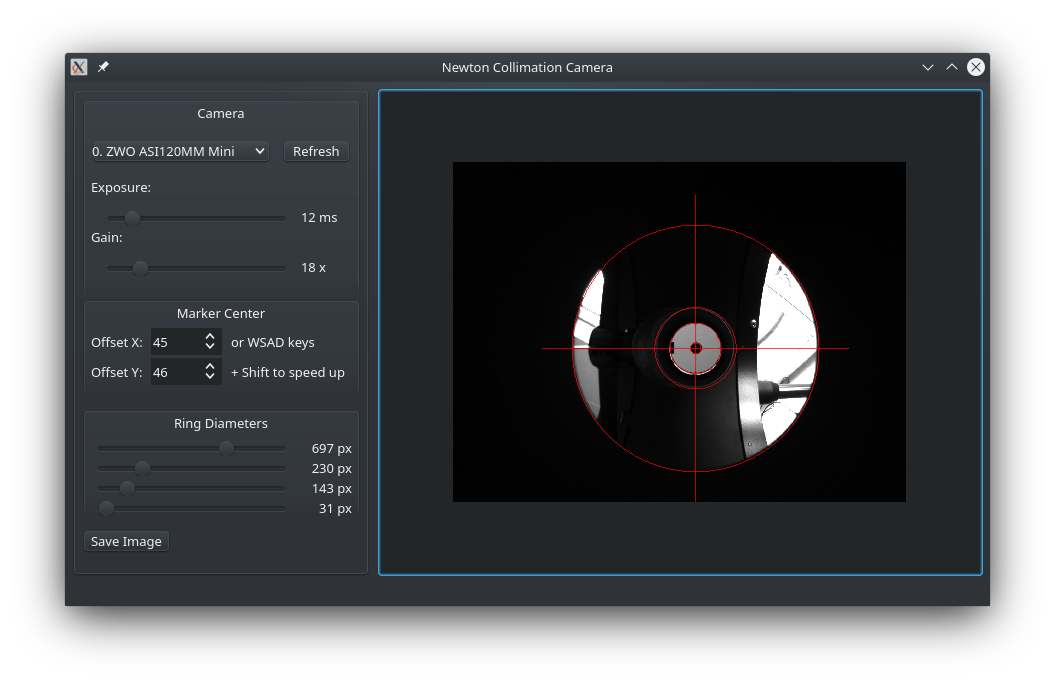 Newton Collimation Camera
Camera
0. ZWO ASI120MM Mini
Refresh
Exposure:
12 ms
Gain:
18 x
Marker Center
Offset X: 45 or WSAD keys
Offset Y: 46 + Shift to speed up
Ring Diameters
697 px
230 px
143 px
31 px
Save Image